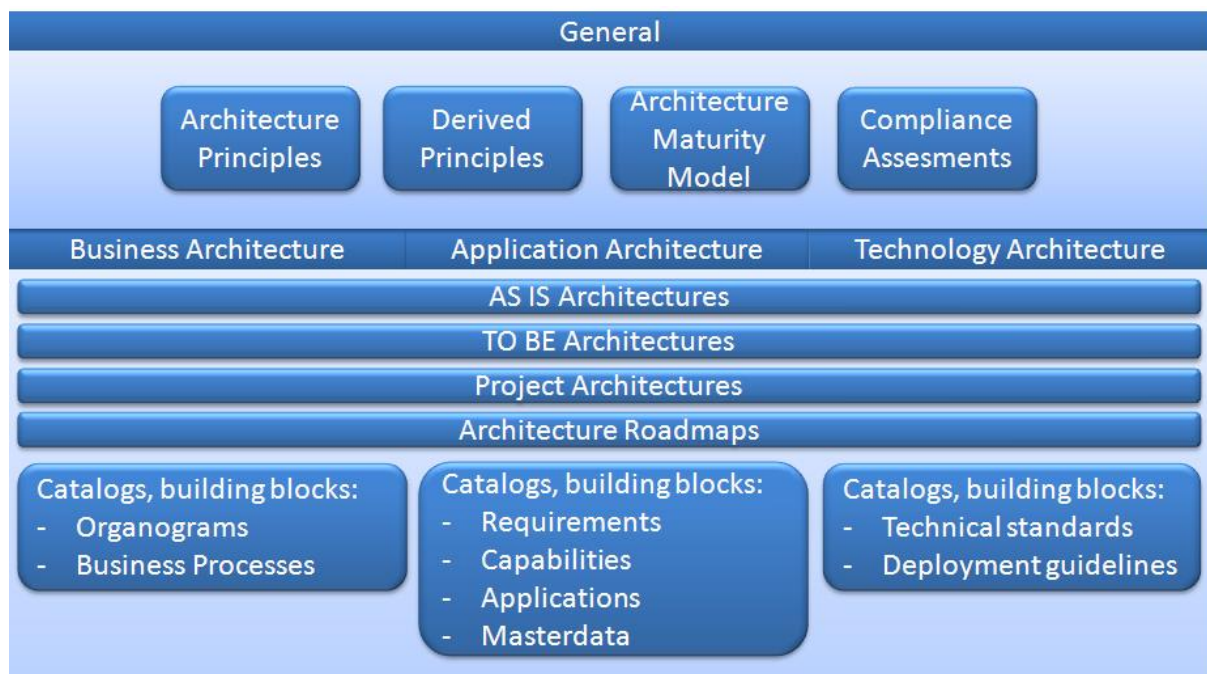 General
Architecture
Principles
Derived
Principles
Architecture
Maturity
Model
Compliance
Assesments
Business Architecture
Application Architecture
Technology Architecture
AS IS Architectures
TO BE Architectures
Project Architectures
Architecture Roadmaps
Catalogs, building blocks:
- Organograms
- Business Processes
Catalogs, building blocks:
- Requirements
- Capabilities
- Applications
- Masterdata
Catalogs, building blocks:
- Technical standards
- Deployment guidelines